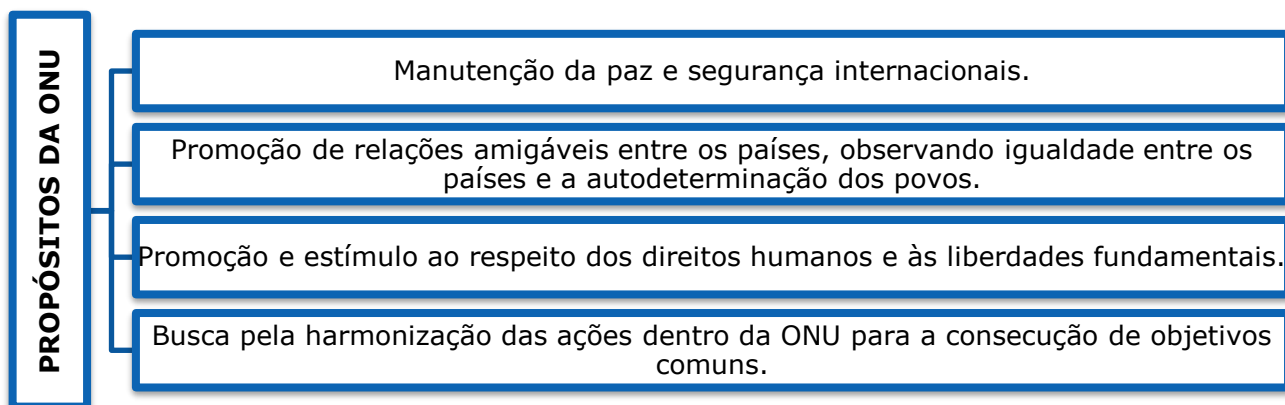 PROPÓSITOS DA ONU
Manutenção da paz e segurança internacionais.
Promoção de relações amigáveis entre os países, observando igualdade entre os
países e a autodeterminação dos povos.
Promoção e estímulo ao respeito dos direitos humanos e às liberdades fundamentais.
Busca pela harmonização das ações dentro da ONU para a consecução de objetivos
comuns.